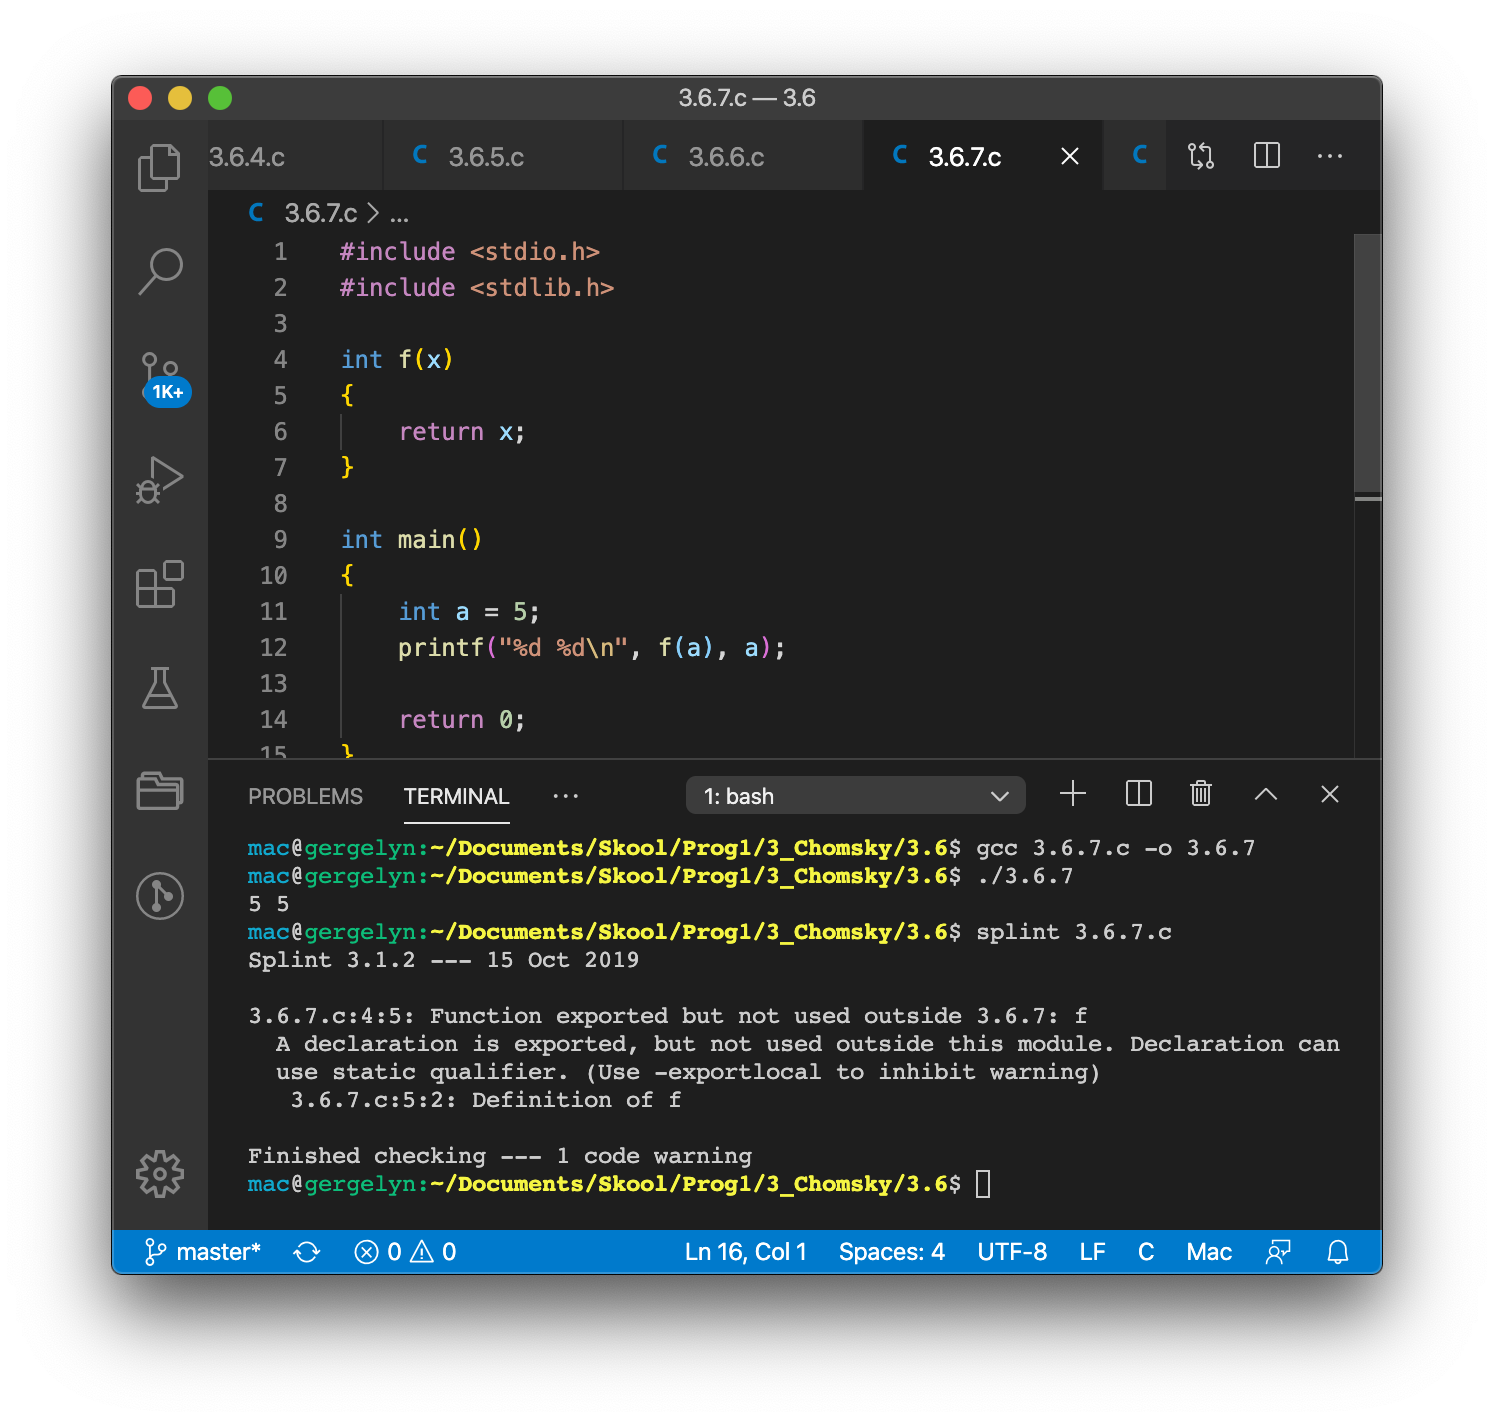 3.6.7.c — 3.6
3.6.4.c
C 3.6.5.c
C 3.6.6.c
C 3.6.7.c
C
C 3.6.7.c > ...
1 #include <stdio.h>
2 #include <stdlib.h>
3
4 int f(x)
5 {
6 return x;
7 }
8
9 int main()
10 {
11 int a = 5;
12 printf("%d %d\n", f(a), a);
13
14 return 0;
15 }
1K+
PROBLEMS TERMINAL ... 1: bash
mac@gergelyn:~/Documents/Skool/Prog1/3_Chomsky/3.6$ gcc 3.6.7.c -o 3.6.7
mac@gergelyn:~/Documents/Skool/Prog1/3_Chomsky/3.6$ ./3.6.7
5 5
mac@gergelyn:~/Documents/Skool/Prog1/3_Chomsky/3.6$ splint 3.6.7.c
Splint 3.1.2 --- 15 Oct 2019
3.6.7.c:4:5: Function exported but not used outside 3.6.7: f
A declaration is exported, but not used outside this module. Declaration can
use static qualifier. (Use -exportlocal to inhibit warning)
3.6.7.c:5:2: Definition of f
Finished checking --- 1 code warning
mac@gergelyn:~/Documents/Skool/Prog1/3_Chomsky/3.6$
master* 0 0 Ln 16, Col 1 Spaces: 4 UTF-8 LF C Mac